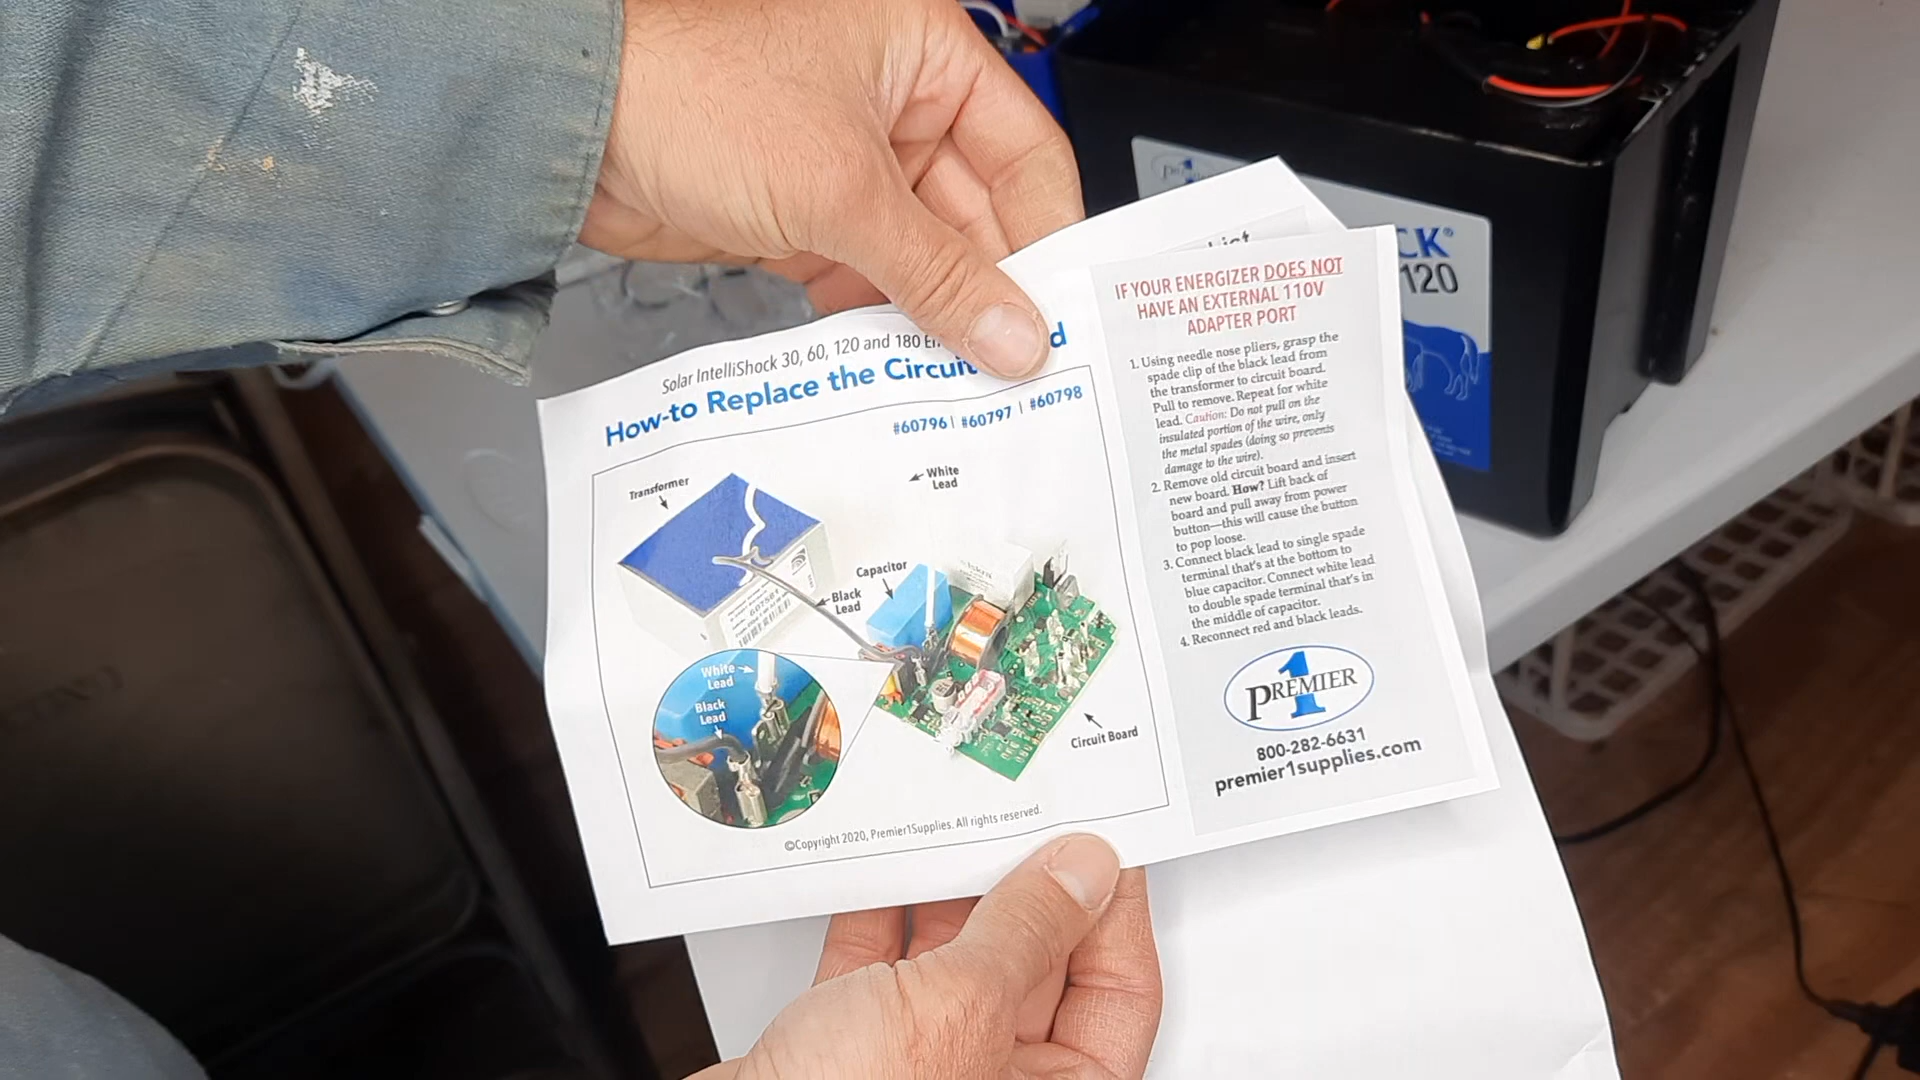 Solar IntelliShock 30, 60, 120 and 180
How-to Replace the Circuit
#60796 | #60797 | #60798
Transformer
White
Lead
Capacitor
Black
Lead
White
Lead
Black
Lead
Circuit Board
©Copyright 2020, Premier1Supplies. All rights reserved.
IF YOUR ENERGIZER DOES NOT
HAVE AN EXTERNAL 110V
ADAPTER PORT
1. Using needle nose pliers, grasp the
spade clip of the black lead from
the transformer to circuit board.
Pull to remove. Repeat for white
lead. Caution: Do not pull on the
insulated portion of the wire, only
the metal spades (doing so prevents
damage to the wire).
2. Remove old circuit board and insert
new board. How? Lift back of
board and pull away from power
button—this will cause the button
to pop loose.
3. Connect black lead to single spade
terminal that's at the bottom to
blue capacitor. Connect white lead
to double spade terminal that's in
the middle of capacitor.
4. Reconnect red and black leads.
PREMIER
1
800-282-6631
premier1supplies.com
CK®
120